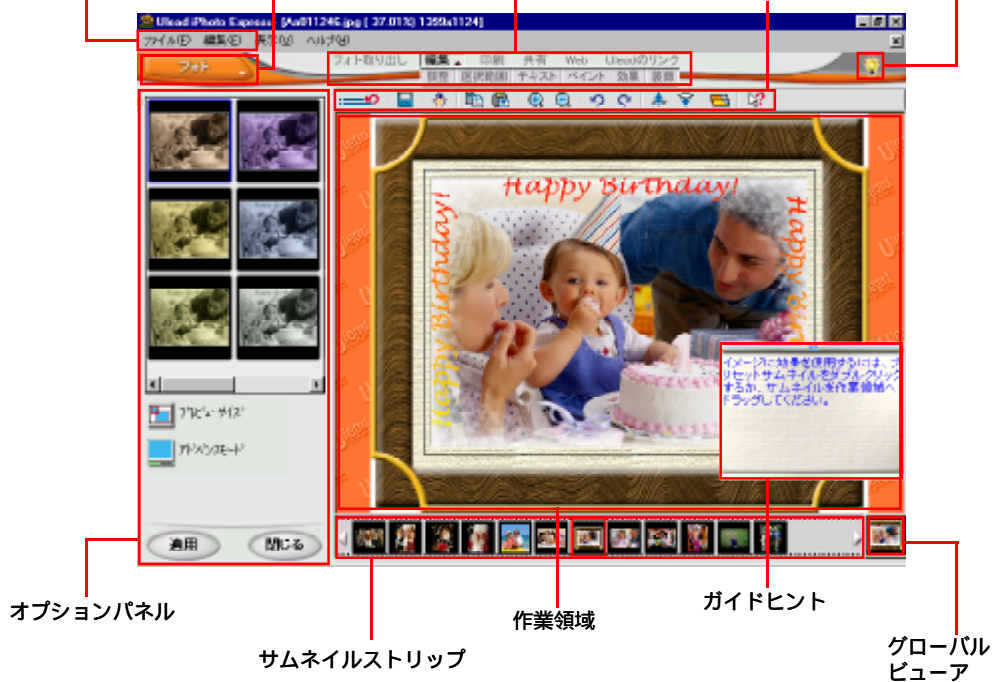 Ulead iPhoto Express - [Aa011246.jpg ( 37.01%) 1399x1124]
ファイル(F) 編集(E) 表示(V) ヘルプ(H)
フォト
フォト取り出し 編集 印刷 共有 Web Uleadのリンク
調整 選択範囲 テキスト ペイント 効果 装飾
Happy Birthday!
Happy Birthday!
Happy Bir
Ulead
イメージに効果を使用するには、プ
リセットサムネイルをダブルクリック
するか、サムネイルを作業領域へ
ドラッグしてください。
プレビューサイズ
アドバンスモード
適用 閉じる
オプションパネル
サムネイルストリップ
作業領域
ガイドヒント
グローバル
ビューア